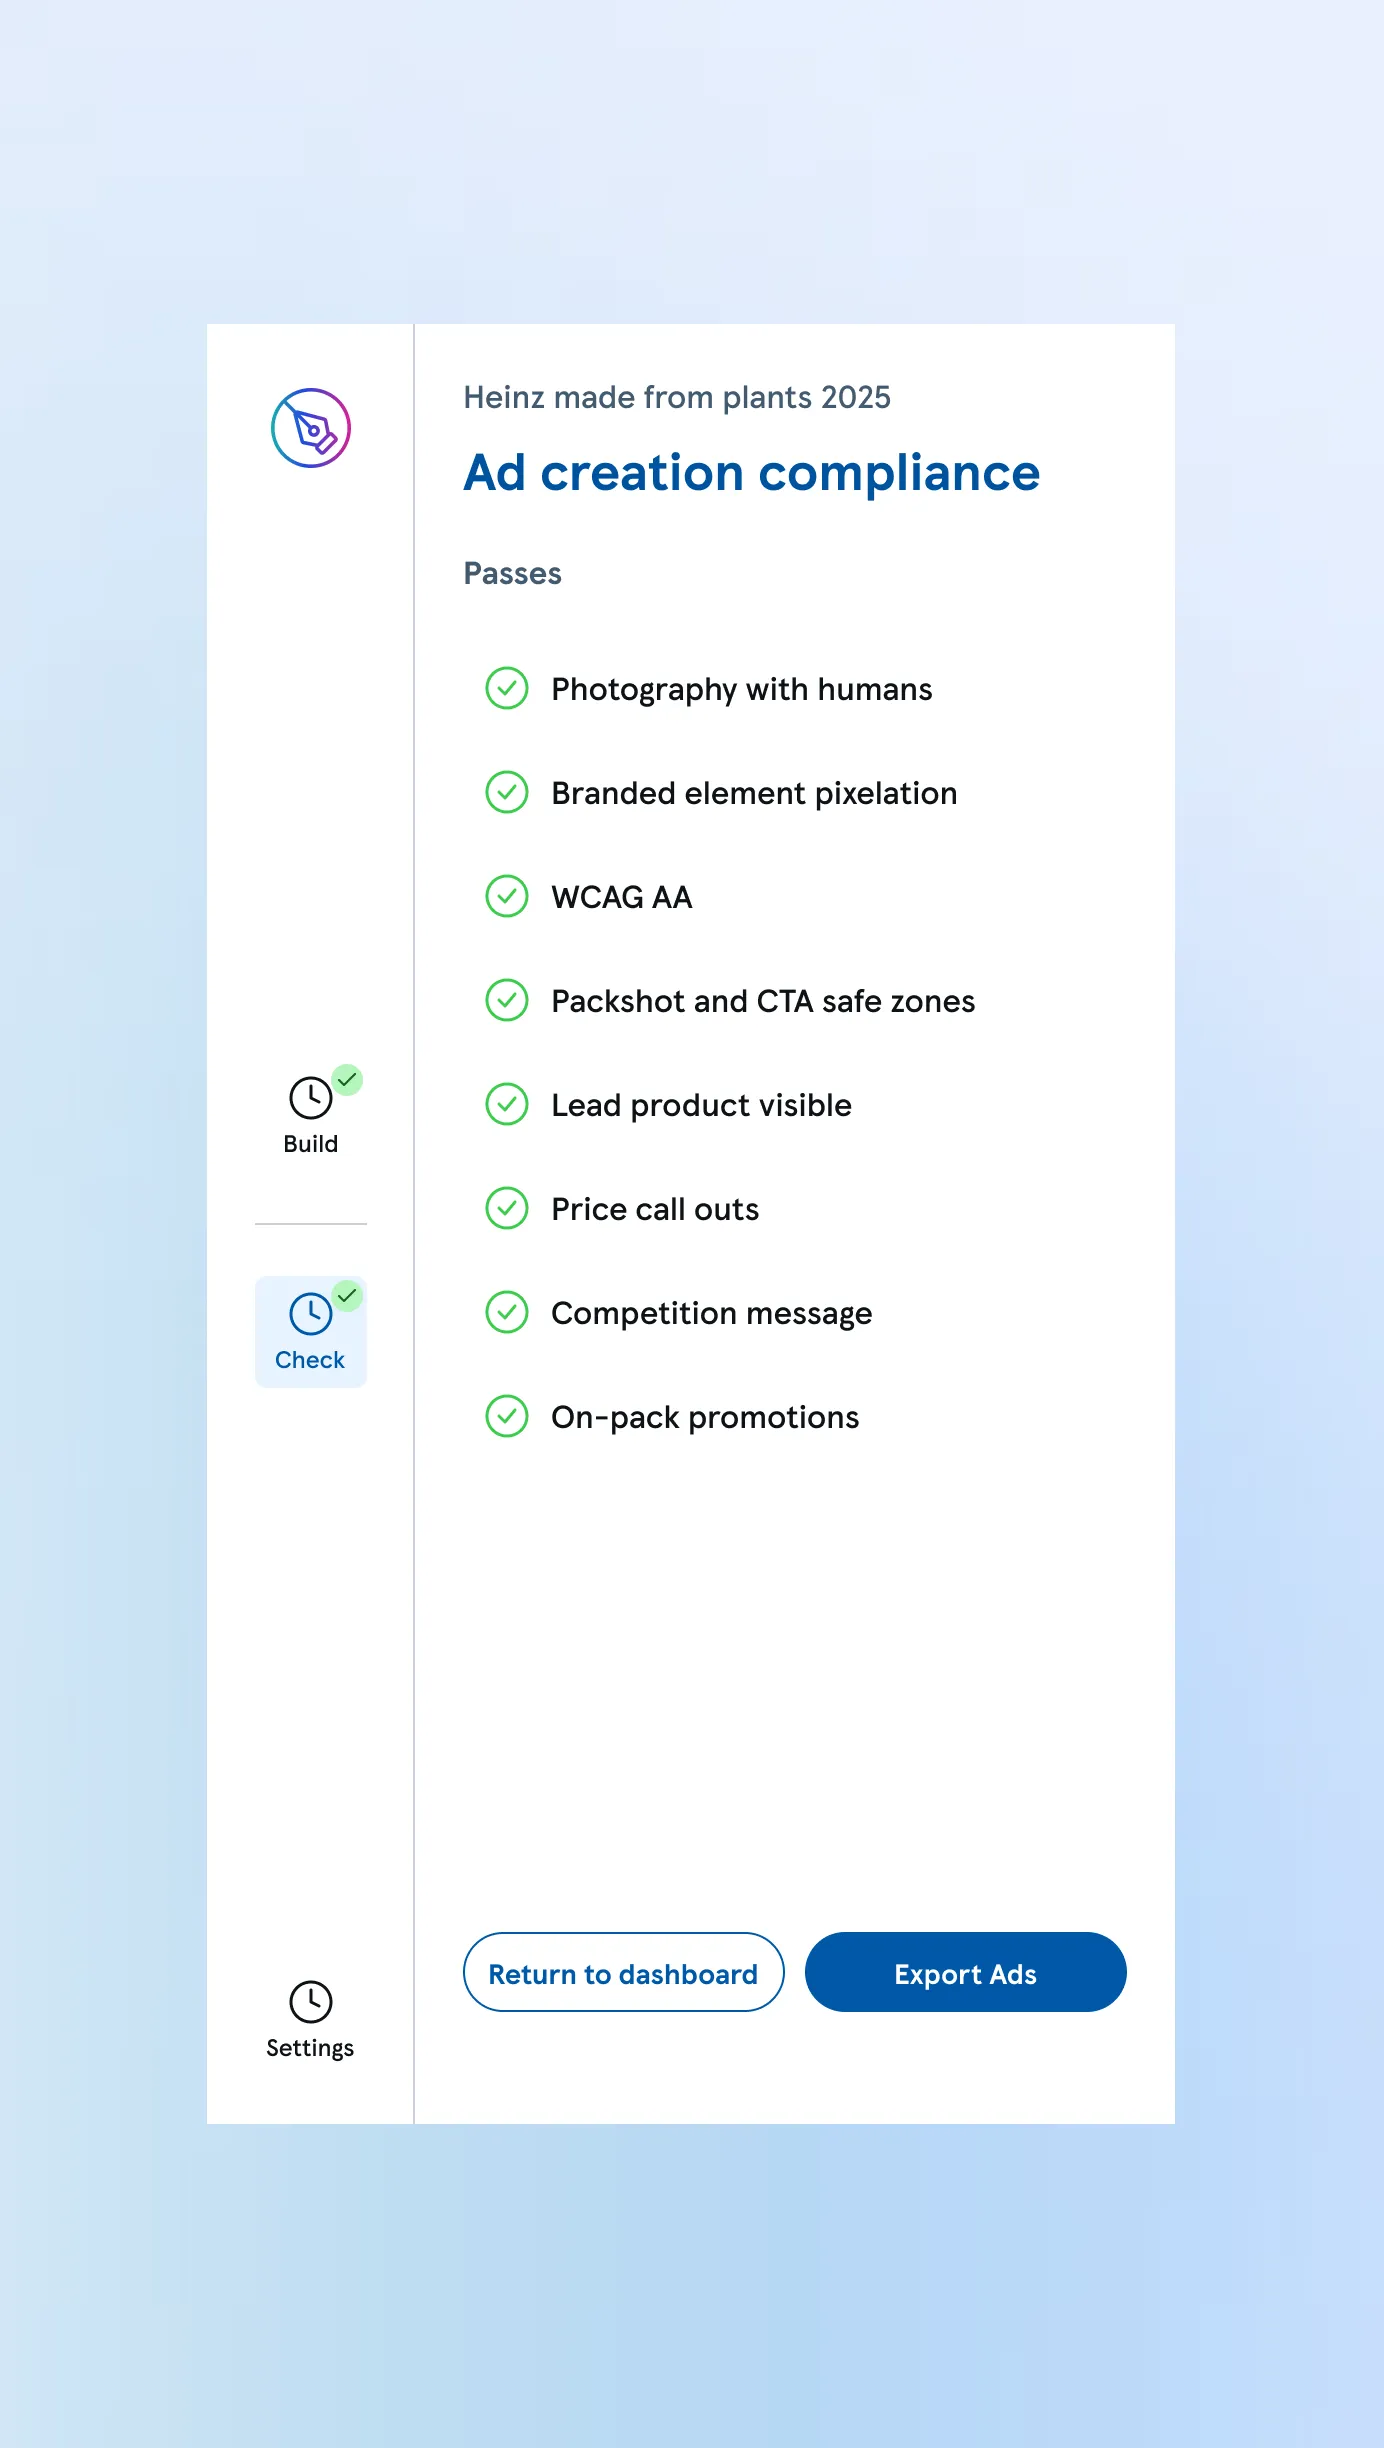 Heinz made from plants 2025
Ad creation compliance
Passes
Photography with humans
Branded element pixelation
WCAG AA
Packshot and CTA safe zones
Lead product visible
Price call outs
Competition message
On-pack promotions
Build
Check
Settings
Return to dashboard
Export Ads